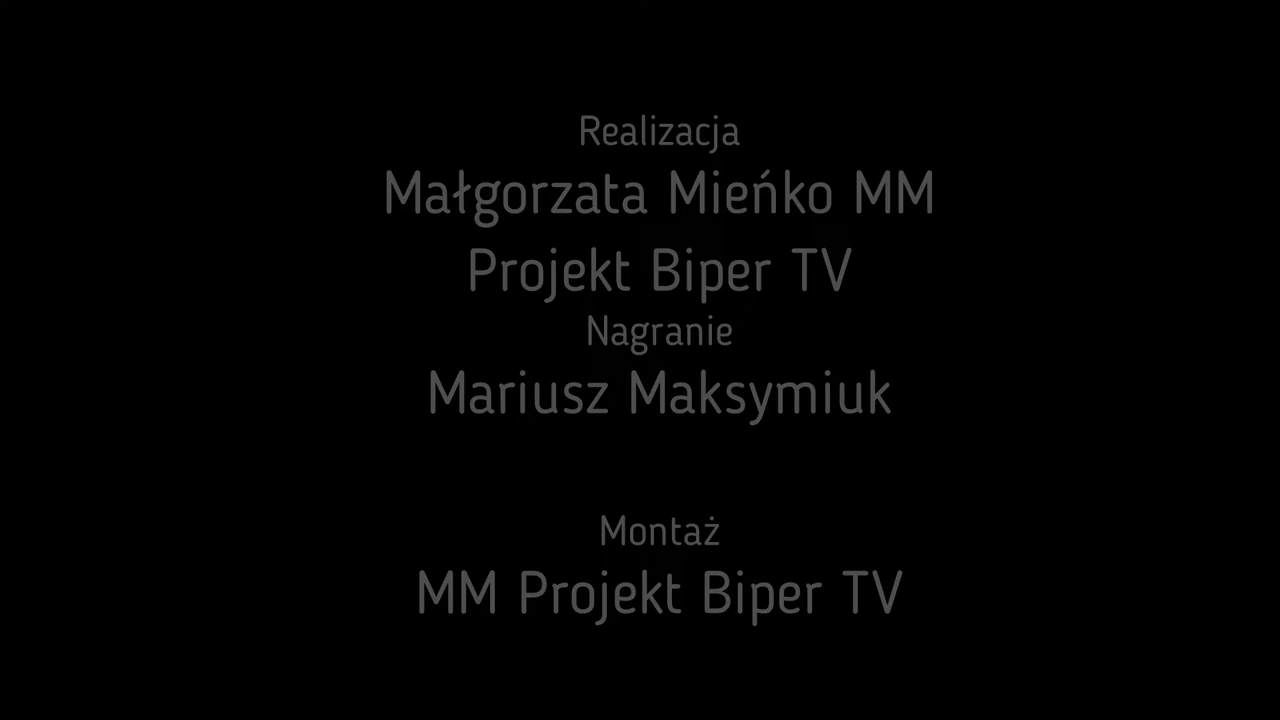 Realizacja
Małgorzata Mieńko MM
Projekt Biper TV
Nagranie
Mariusz Maksymiuk
Montaż
MM Projekt Biper TV